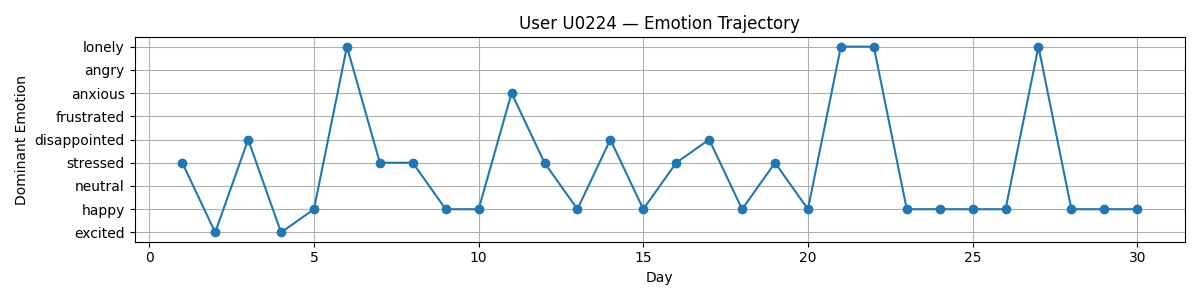 User U0224 — Emotion Trajectory
Dominant Emotion
lonely
angry
anxious
frustrated
disappointed
stressed
neutral
happy
excited
0 5 10 15 20 25 30
Day